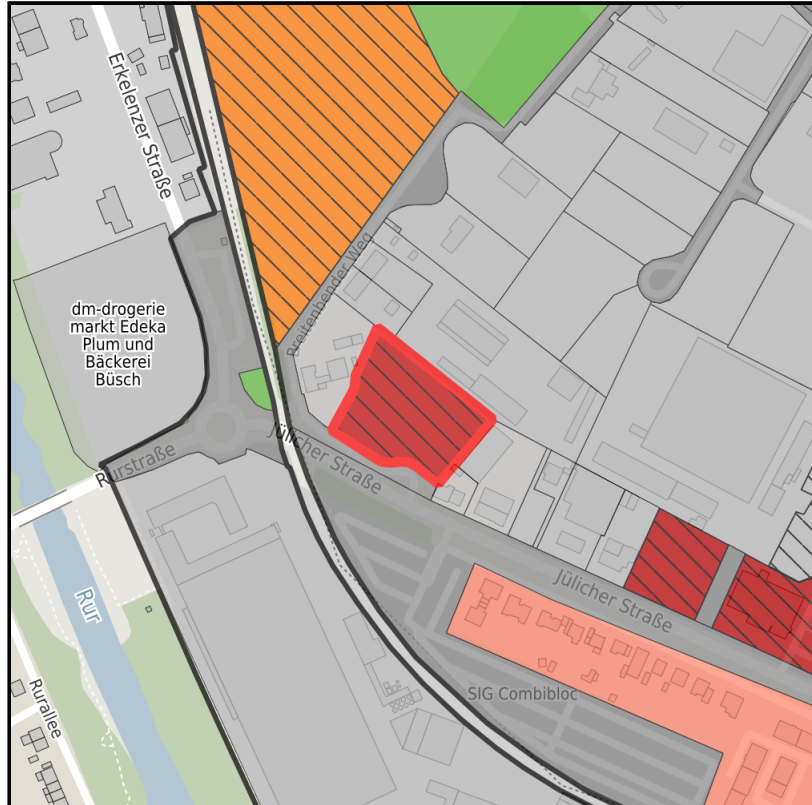 Erkelenzer Straße
Breitenbender Weg
dm-drogerie
markt Edeka
Plum und
Bäckerei
Büsch
Jülicher Straße
Rurstraße
Jülicher Straße
Rur
SIG Combibloc
Rurallee